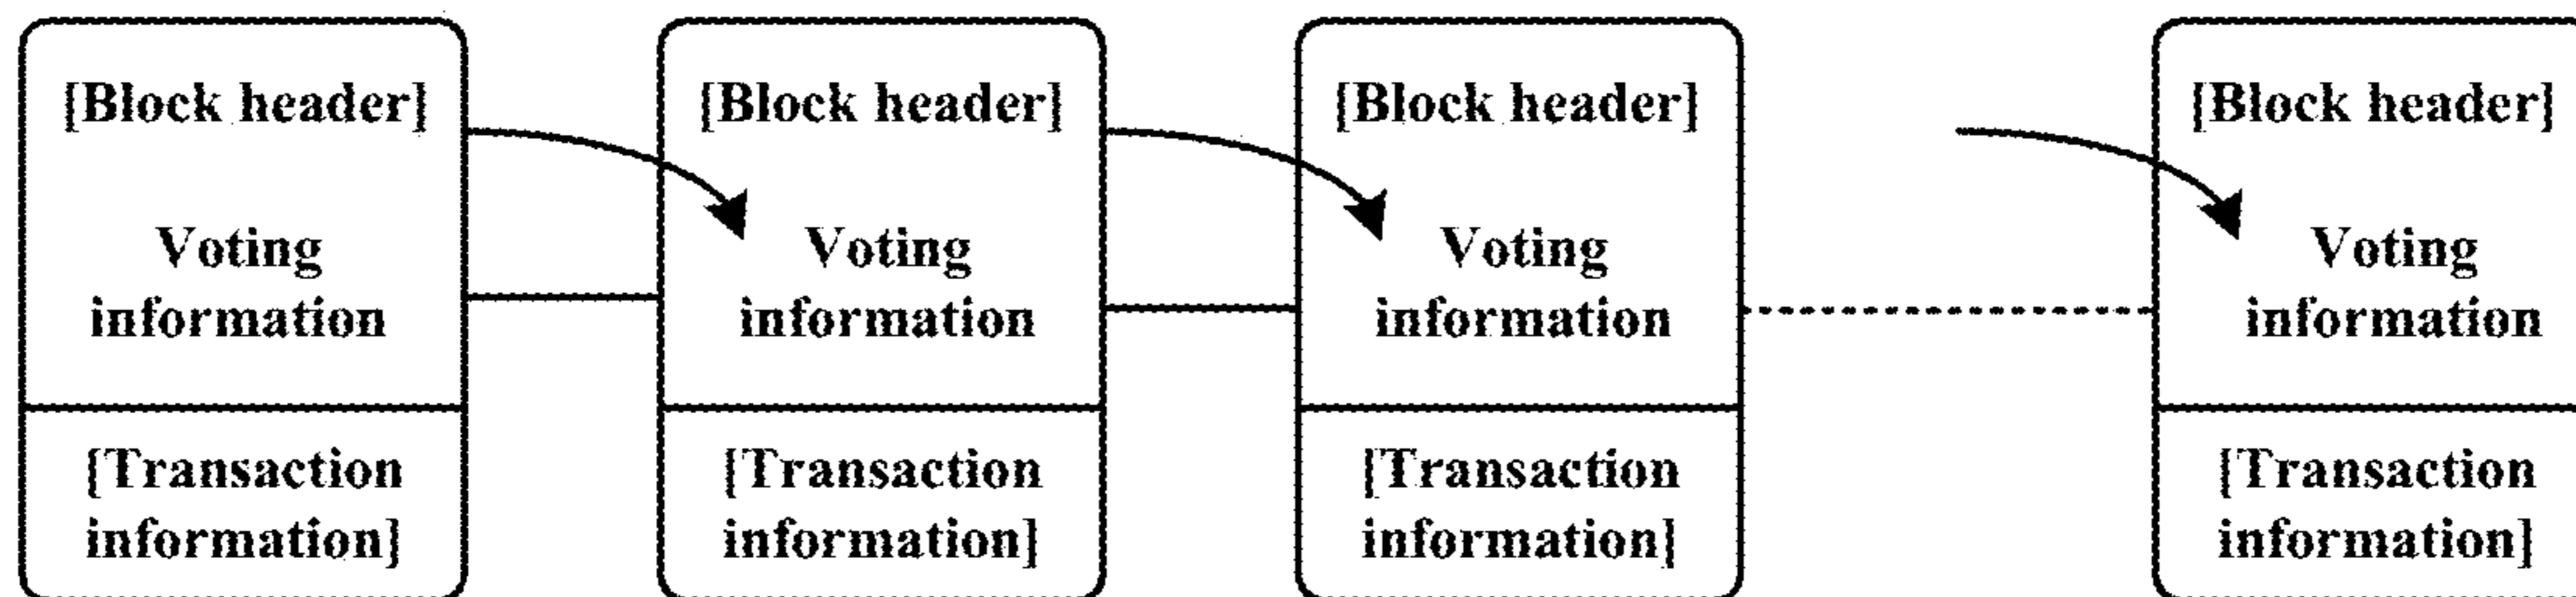 [Block header]
Voting
information
[Transaction
information]
[Block header]
Voting
information
[Transaction
information]
[Block header]
Voting
information
[Transaction
information]
[Block header]
Voting
information
[Transaction
information]